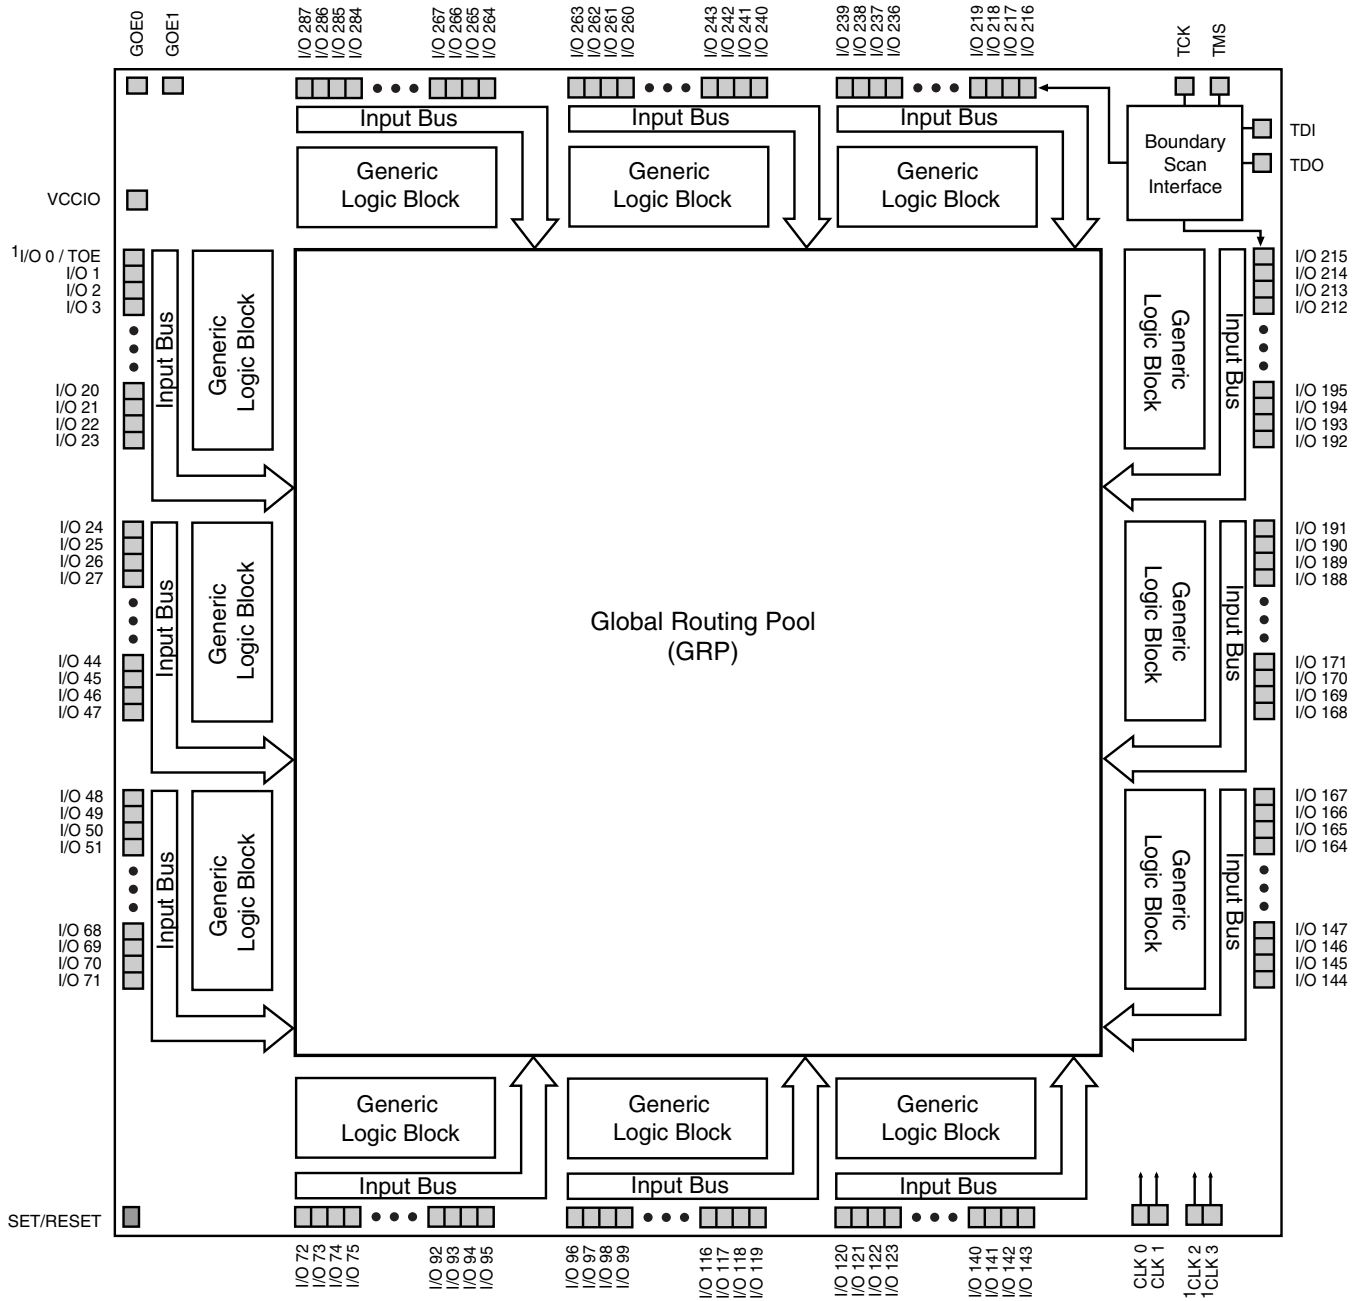 GOE0
GOE1
I/O 287
I/O 286
I/O 285
I/O 284
I/O 267
I/O 266
I/O 265
I/O 264
I/O 263
I/O 262
I/O 261
I/O 260
I/O 243
I/O 242
I/O 241
I/O 240
I/O 239
I/O 238
I/O 237
I/O 236
I/O 219
I/O 218
I/O 217
I/O 216
TCK
TMS
Input Bus
Input Bus
Input Bus
Generic
Logic Block
Generic
Logic Block
Generic
Logic Block
Boundary
Scan
Interface
TDI
TDO
VCCIO
1I/O 0 / TOE
I/O 1
I/O 2
I/O 3
I/O 20
I/O 21
I/O 22
I/O 23
Input Bus
Generic
Logic Block
I/O 24
I/O 25
I/O 26
I/O 27
I/O 44
I/O 45
I/O 46
I/O 47
Input Bus
Generic
Logic Block
I/O 48
I/O 49
I/O 50
I/O 51
I/O 68
I/O 69
I/O 70
I/O 71
Input Bus
Generic
Logic Block
Global Routing Pool
(GRP)
Generic
Logic Block
Input Bus
I/O 215
I/O 214
I/O 213
I/O 212
I/O 195
I/O 194
I/O 193
I/O 192
Generic
Logic Block
Input Bus
I/O 191
I/O 190
I/O 189
I/O 188
I/O 171
I/O 170
I/O 169
I/O 168
Generic
Logic Block
Input Bus
I/O 167
I/O 166
I/O 165
I/O 164
I/O 147
I/O 146
I/O 145
I/O 144
Generic
Logic Block
Generic
Logic Block
Generic
Logic Block
Input Bus
Input Bus
Input Bus
SET/RESET
I/O 72
I/O 73
I/O 74
I/O 75
I/O 92
I/O 93
I/O 94
I/O 95
I/O 96
I/O 97
I/O 98
I/O 99
I/O 116
I/O 117
I/O 118
I/O 119
I/O 120
I/O 121
I/O 122
I/O 123
I/O 140
I/O 141
I/O 142
I/O 143
CLK 0
CLK 1
1CLK 2
1CLK 3